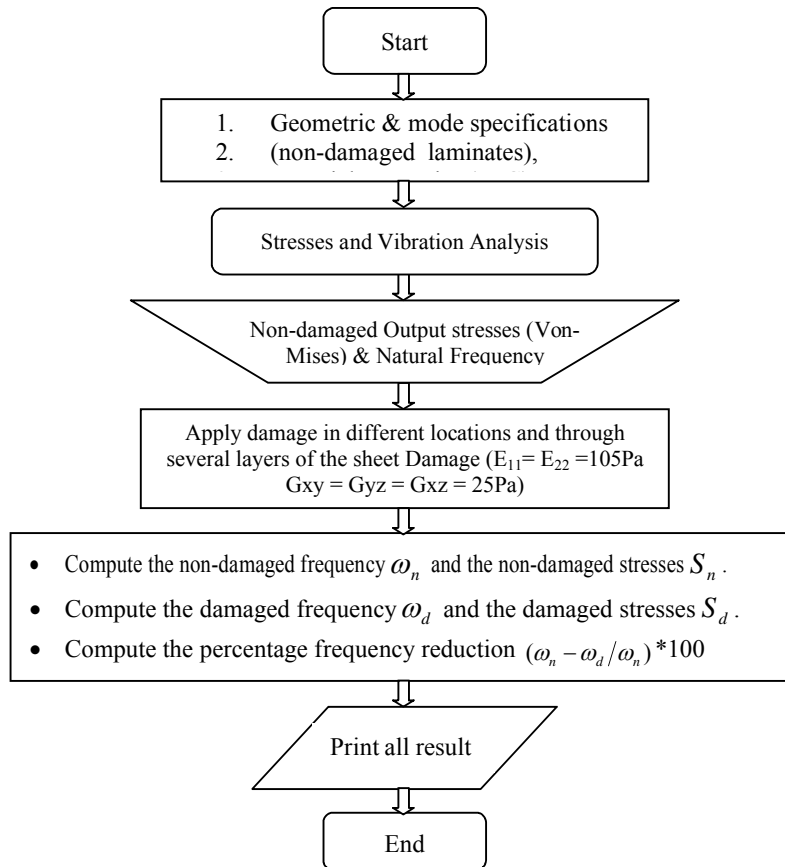 Start
1. Geometric & mode specifications
2. (non-damaged laminates),
Stresses and Vibration Analysis
Non-damaged Output stresses (Von-
Mises) & Natural Frequency
Apply damage in different locations and through
several layers of the sheet Damage (E₁₁= E₂₂ =105Pa
Gxy = Gyz = Gxz = 25Pa)
• Compute the non-damaged frequency ωₙ and the non-damaged stresses Sₙ .
• Compute the damaged frequency ω_d and the damaged stresses S_d .
• Compute the percentage frequency reduction (ωₙ − ω_d/ωₙ) *100
Print all result
End